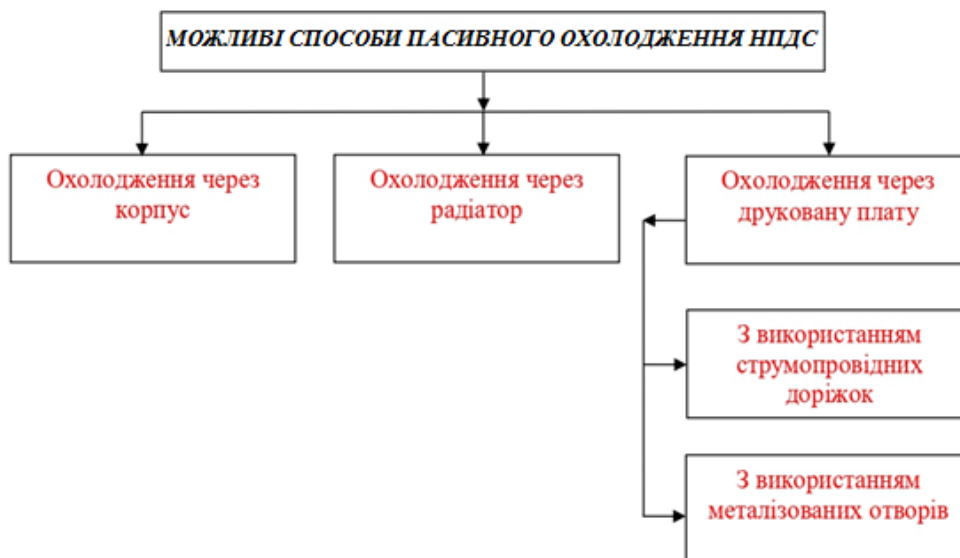 МОЖЛИВІ СПОСОБИ ПАСИВНОГО ОХОЛОДЖЕННЯ НПДС
Охолодження через
корпус
Охолодження через
радіатор
Охолодження через
друковану плату
З використанням
струмопровідних
доріжок
З використанням
металізованих отворів